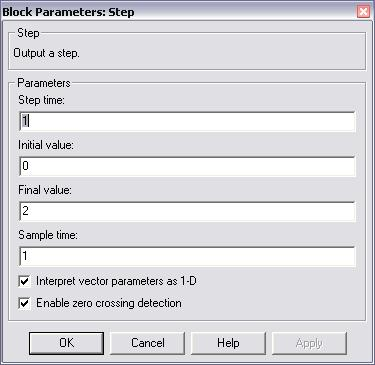 Block Parameters: Step
Step
Output a step.
Parameters
Step time:
1
Initial value:
0
Final value:
2
Sample time:
1
Interpret vector parameters as 1-D
Enable zero crossing detection
OK Cancel Help Apply